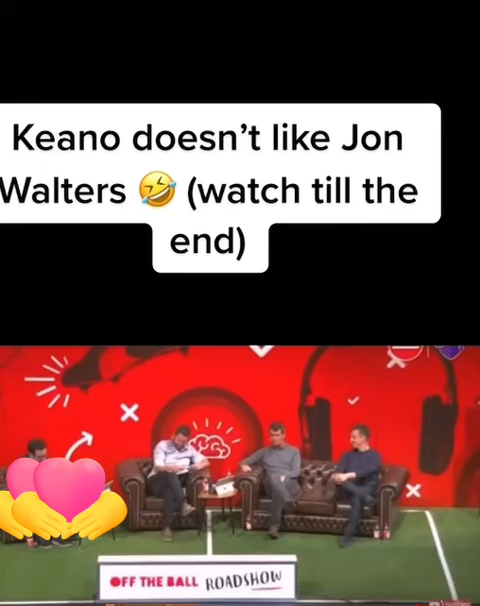 Keano doesn’t like Jon
Walters 🤣 (watch till the
end)
OFF THE BALL ROADSHOW